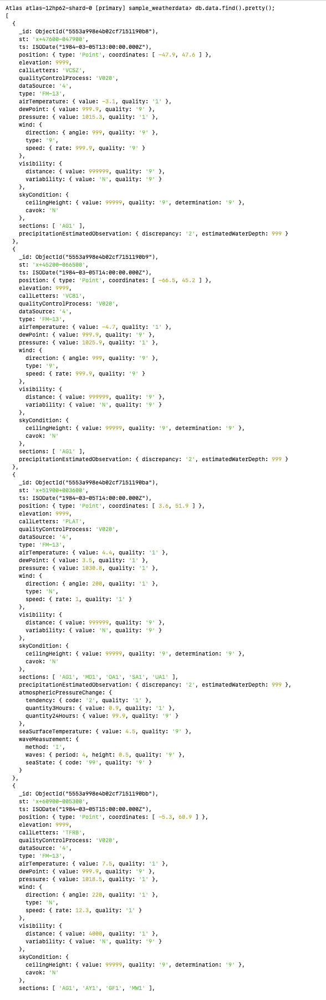 Atlas atlas-12hp62-shard-0 [primary] sample_weatherdata> db.data.find().pretty();
[
  {
    _id: ObjectId("5553a998e4b02cf7151190b8"),
    st: 'x+47600-047900',
    ts: ISODate("1984-03-05T13:00:00.000Z"),
    position: { type: 'Point', coordinates: [ -47.9, 47.6 ] },
    elevation: 9999,
    callLetters: 'VCSZ',
    qualityControlProcess: 'V020',
    dataSource: '4',
    type: 'FM-13',
    airTemperature: { value: -3.1, quality: '1' },
    dewPoint: { value: 999.9, quality: '9' },
    pressure: { value: 1015.3, quality: '1' },
    wind: {
      direction: { angle: 999, quality: '9' },
      type: '9',
      speed: { rate: 999.9, quality: '9' }
    },
    visibility: {
      distance: { value: 999999, quality: '9' },
      variability: { value: 'N', quality: '9' }
    },
    skyCondition: {
      ceilingHeight: { value: 99999, quality: '9', determination: '9' },
      cavok: 'N'
    },
    sections: [ 'AG1' ],
    precipitationEstimatedObservation: { discrepancy: '2', estimatedWaterDepth: 999 }
  },
  {
    _id: ObjectId("5553a998e4b02cf7151190b9"),
    st: 'x+45200-066500',
    ts: ISODate("1984-03-05T14:00:00.000Z"),
    position: { type: 'Point', coordinates: [ -66.5, 45.2 ] },
    elevation: 9999,
    callLetters: 'VC81',
    qualityControlProcess: 'V020',
    dataSource: '4',
    type: 'FM-13',
    airTemperature: { value: -4.7, quality: '1' },
    dewPoint: { value: 999.9, quality: '9' },
    pressure: { value: 1025.9, quality: '1' },
    wind: {
      direction: { angle: 999, quality: '9' },
      type: '9',
      speed: { rate: 999.9, quality: '9' }
    },
    visibility: {
      distance: { value: 999999, quality: '9' },
      variability: { value: 'N', quality: '9' }
    },
    skyCondition: {
      ceilingHeight: { value: 99999, quality: '9', determination: '9' },
      cavok: 'N'
    },
    sections: [ 'AG1' ],
    precipitationEstimatedObservation: { discrepancy: '2', estimatedWaterDepth: 999 }
  },
  {
    _id: ObjectId("5553a998e4b02cf7151190ba"),
    st: 'x+51900+003600',
    ts: ISODate("1984-03-05T14:00:00.000Z"),
    position: { type: 'Point', coordinates: [ 3.6, 51.9 ] },
    elevation: 9999,
    callLetters: 'PLAT',
    qualityControlProcess: 'V020',
    dataSource: '4',
    type: 'FM-13',
    airTemperature: { value: 4.4, quality: '1' },
    dewPoint: { value: 3.5, quality: '1' },
    pressure: { value: 1030.8, quality: '1' },
    wind: {
      direction: { angle: 200, quality: '1' },
      type: 'N',
      speed: { rate: 1, quality: '1' }
    },
    visibility: {
      distance: { value: 999999, quality: '9' },
      variability: { value: 'N', quality: '9' }
    },
    skyCondition: {
      ceilingHeight: { value: 99999, quality: '9', determination: '9' },
      cavok: 'N'
    },
    sections: [ 'AG1', 'MD1', 'OA1', 'SA1', 'UA1' ],
    precipitationEstimatedObservation: { discrepancy: '2', estimatedWaterDepth: 999 },
    atmosphericPressureChange: {
      tendency: { code: '2', quality: '1' },
      quantity3Hours: { value: 0.9, quality: '1' },
      quantity24Hours: { value: 99.9, quality: '9' }
    },
    seaSurfaceTemperature: { value: 4.5, quality: '9' },
    waveMeasurement: {
      method: 'I',
      waves: { period: 4, height: 0.5, quality: '9' },
      seaState: { code: '99', quality: '9' }
    }
  },
  {
    _id: ObjectId("5553a998e4b02cf7151190bb"),
    st: 'x+60900-005300',
    ts: ISODate("1984-03-05T15:00:00.000Z"),
    position: { type: 'Point', coordinates: [ -5.3, 60.9 ] },
    elevation: 9999,
    callLetters: 'TFRB',
    qualityControlProcess: 'V020',
    dataSource: '4',
    type: 'FM-13',
    airTemperature: { value: 7.5, quality: '1' },
    dewPoint: { value: 999.9, quality: '9' },
    pressure: { value: 1018.5, quality: '1' },
    wind: {
      direction: { angle: 220, quality: '1' },
      type: 'N',
      speed: { rate: 12.3, quality: '1' }
    },
    visibility: {
      distance: { value: 4000, quality: '1' },
      variability: { value: 'N', quality: '9' }
    },
    skyCondition: {
      ceilingHeight: { value: 99999, quality: '9', determination: '9' },
      cavok: 'N'
    },
    sections: [ 'AG1', 'AY1', 'GF1', 'MW1' ],